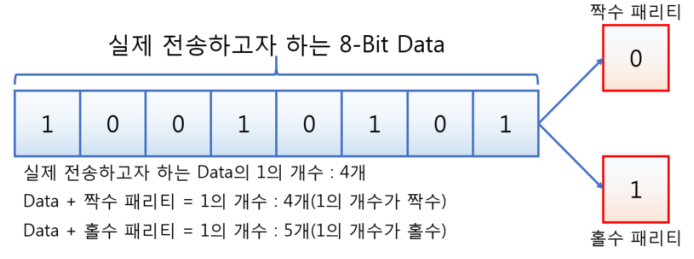 짝수 패리티
실제 전송하고자 하는 8-Bit Data
0
1 0 0 1 0 1 0 1
실제 전송하고자 하는 Data의 1의 개수 : 4개
Data + 짝수 패리티 = 1의 개수 : 4개(1의 개수가 짝수)
Data + 홀수 패리티 = 1의 개수 : 5개(1의 개수가 홀수)
1
홀수 패리티